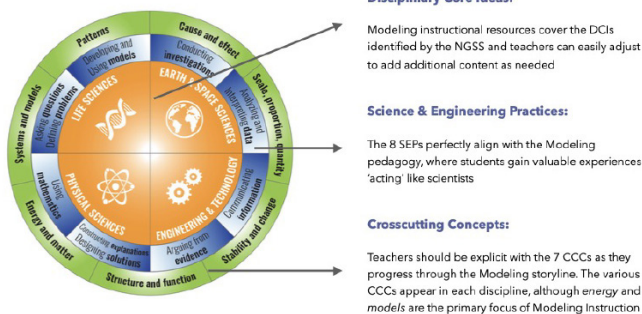 Patterns
Cause and effect
Scale, proportion, quantity
Stability and change
Structure and function
Energy and matter
Systems and models
Developing and
Using models
Conducting
investigations
Analyzing and
Interpreting data
Communicating
information
Arguing from
evidence
Constructing explanations
Designing solutions
Using
mathematics
Asking questions
Defining problems
LIFE SCIENCES
EARTH & SPACE SCIENCES
ENGINEERING & TECHNOLOGY
PHYSICAL SCIENCES
Disciplinary Core Ideas:
Modeling instructional resources cover the DCIs
identified by the NGSS and teachers can easily adjust
to add additional content as needed
Science & Engineering Practices:
The 8 SEPs perfectly align with the Modeling
pedagogy, where students gain valuable experiences
'acting' like scientists
Crosscutting Concepts:
Teachers should be explicit with the 7 CCCs as they
progress through the Modeling storyline. The various
CCCs appear in each discipline, although energy and
models are the primary focus of Modeling Instruction